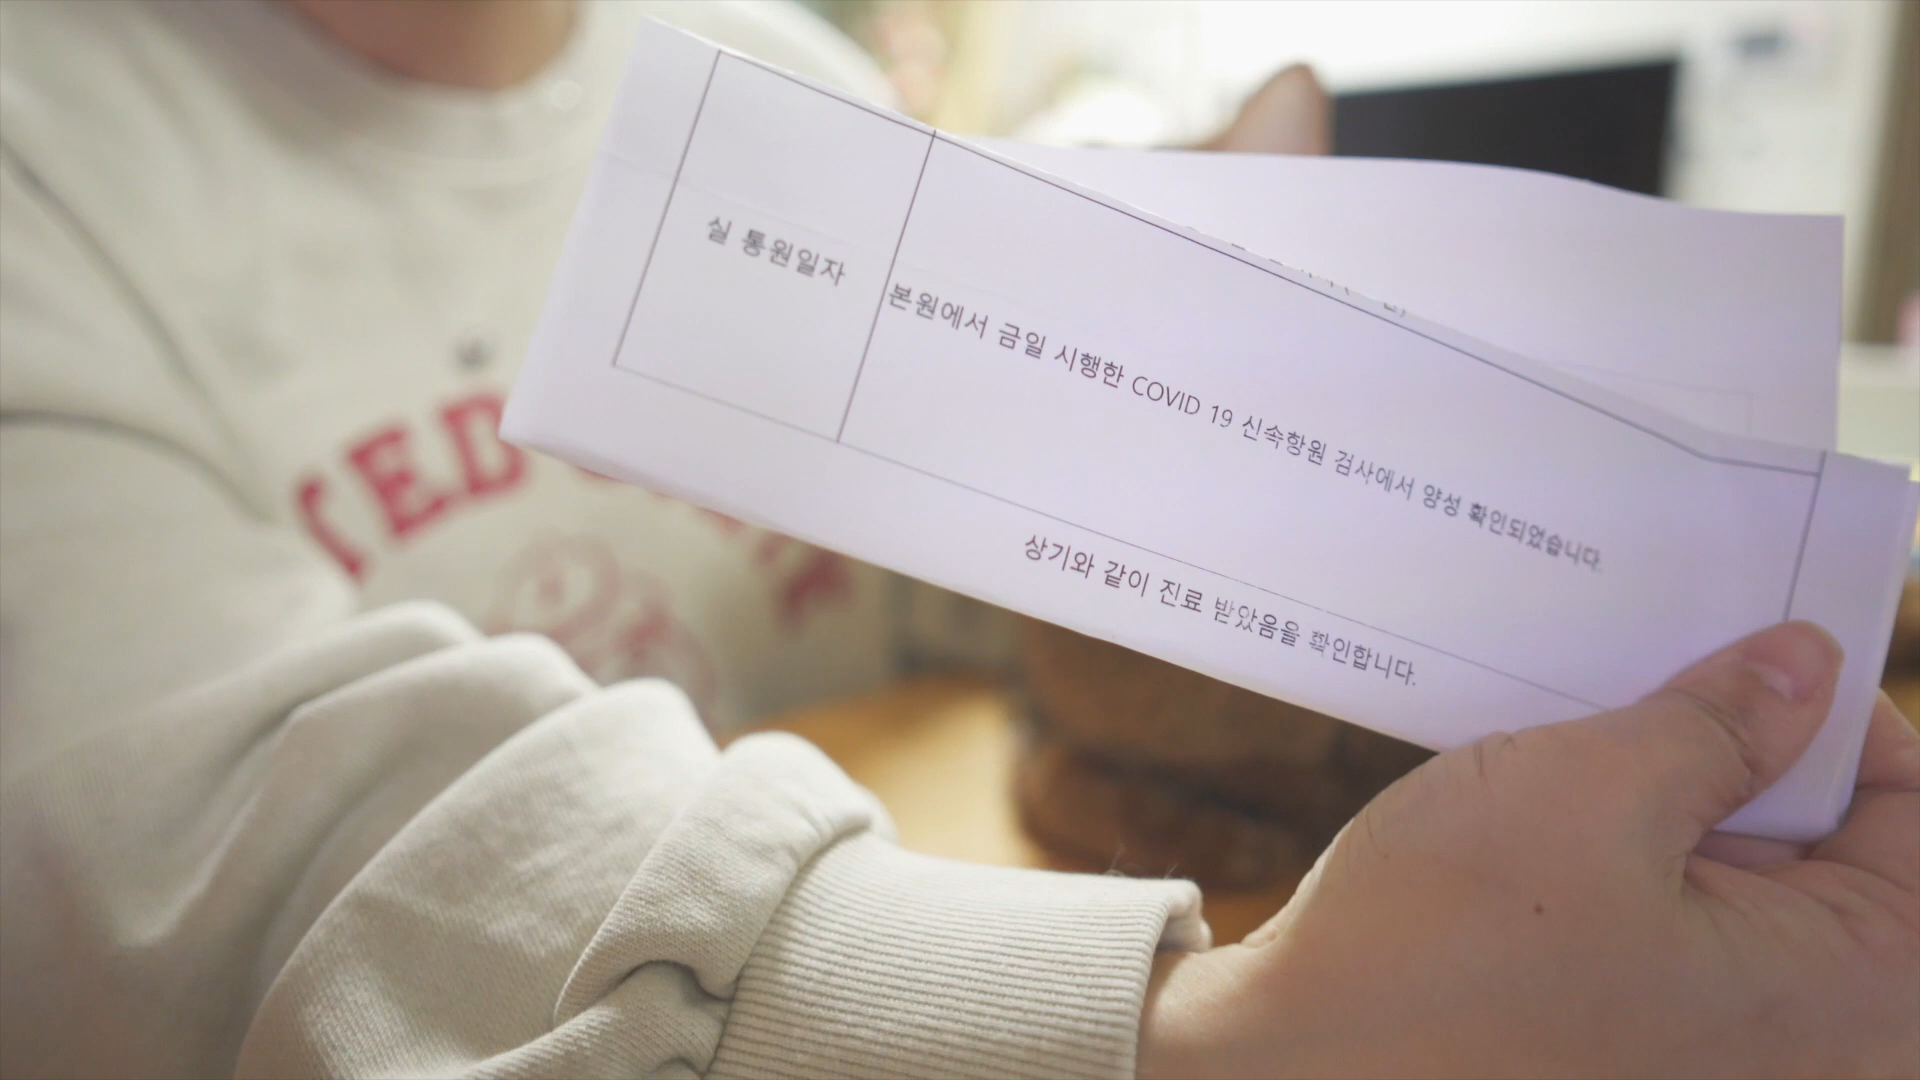 실 통원일자
본원에서 금일 시행한 COVID 19 신속항원 검사에서 양성 확인되었습니다.
상기와 같이 진료 받았음을 확인합니다.